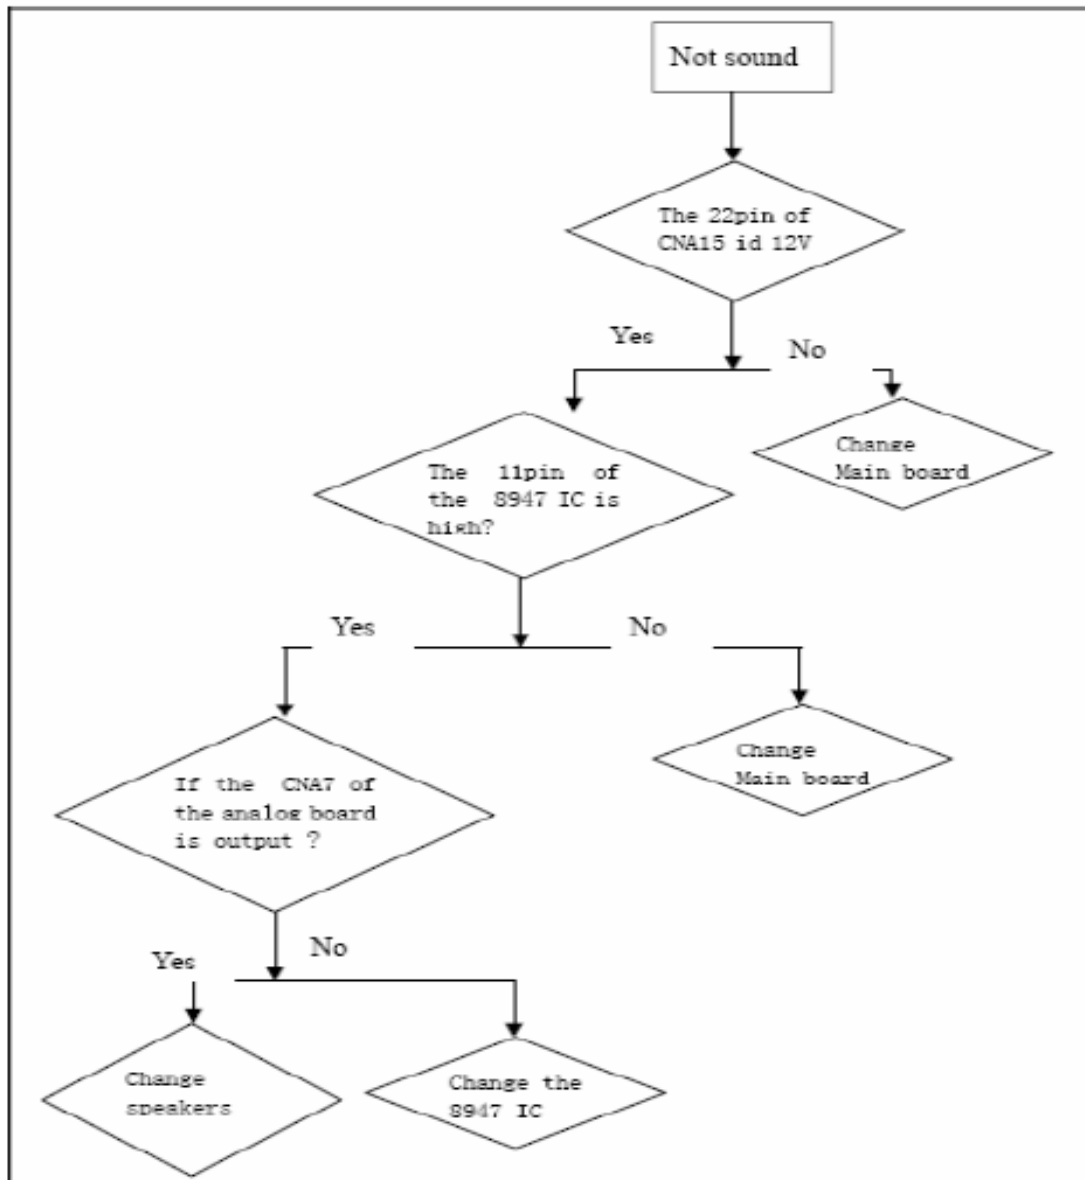 Not sound
The 22pin of
CNA15 id 12V
Yes
No
Change
Main board
The 11pin of
the 8947 IC is
high?
Yes
No
Change
Main board
If the CNA7 of
the analog board
is output ?
Yes
No
Change
speakers
Change the
8947 IC